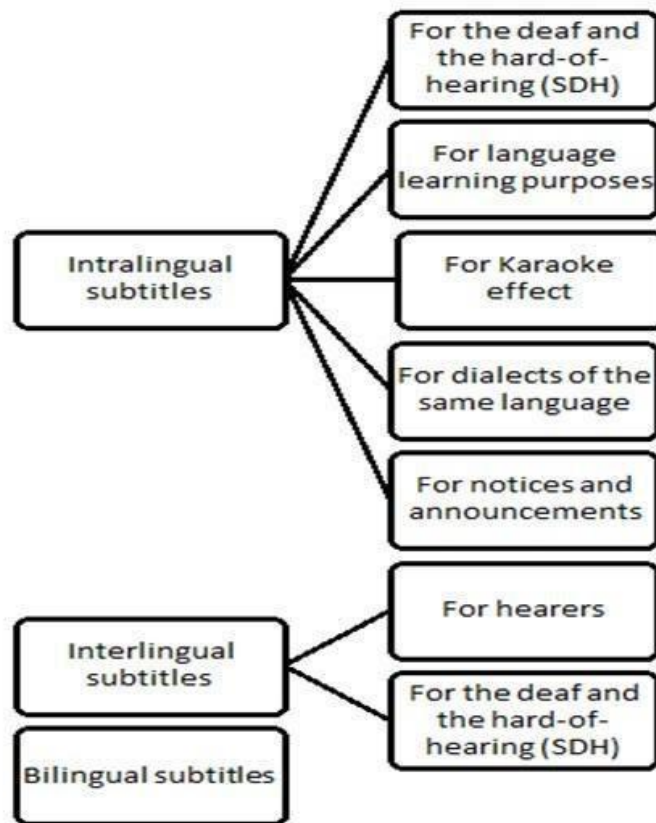 For the deaf and
the hard-of-
hearing (SDH)
For language
learning purposes
Intralingual
subtitles
For Karaoke
effect
For dialects of the
same language
For notices and
announcements
For hearers
Interlingual
subtitles
For the deaf and
the hard-of-
hearing (SDH)
Bilingual subtitles